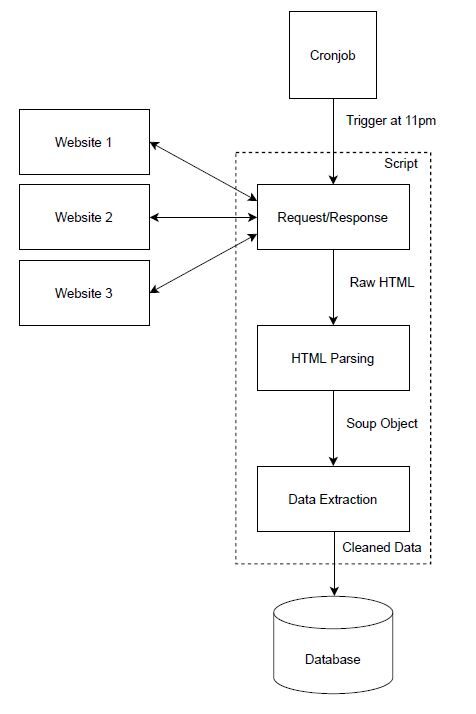 Cronjob
Trigger at 11pm
Website 1
Script
Website 2
Request/Response
Website 3
Raw HTML
HTML Parsing
Soup Object
Data Extraction
Cleaned Data
Database